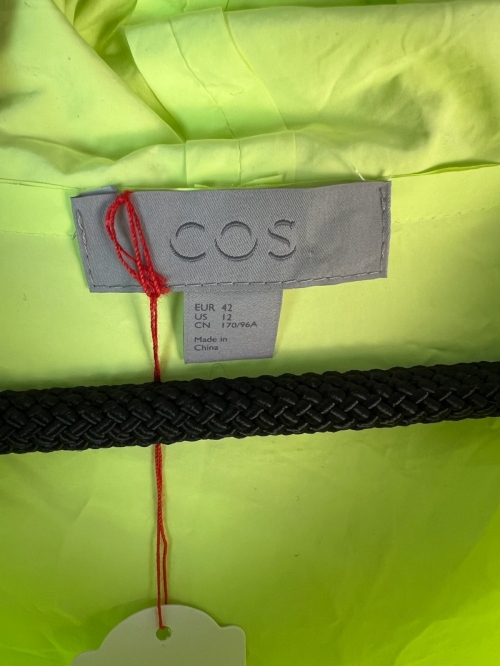 COS
EUR 42
US 12
CN 170/96A
Made in
China